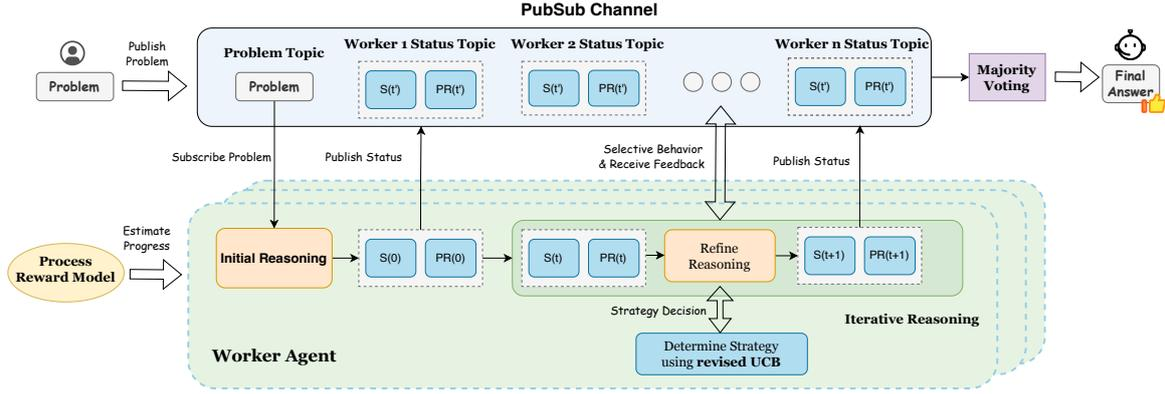 PubSub Channel
Publish
Problem
Problem
Problem Topic
Problem
Worker 1 Status Topic
S(t')
PR(t')
Worker 2 Status Topic
S(t')
PR(t')
Worker n Status Topic
S(t')
PR(t')
Majority
Voting
Final
Answer
Subscribe Problem
Publish Status
Selective Behavior
& Receive Feedback
Publish Status
Estimate
Progress
Process
Reward Model
Initial Reasoning
S(0)
PR(0)
S(t)
PR(t)
Refine
Reasoning
S(t+1)
PR(t+1)
Strategy Decision
Iterative Reasoning
Worker Agent
Determine Strategy
using revised UCB